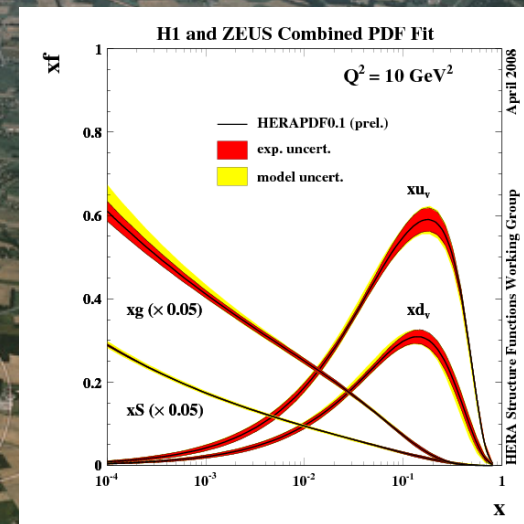 H1 and ZEUS Combined PDF Fit
xf
Q² = 10 GeV²
HERAPDF0.1 (prel.)
exp. uncert.
model uncert.
xuᵥ
xdᵥ
xg (× 0.05)
xS (× 0.05)
1
0.8
0.6
0.4
0.2
0
10⁻⁴ 10⁻³ 10⁻² 10⁻¹ 1
x
HERA Structure Functions Working Group April 2008